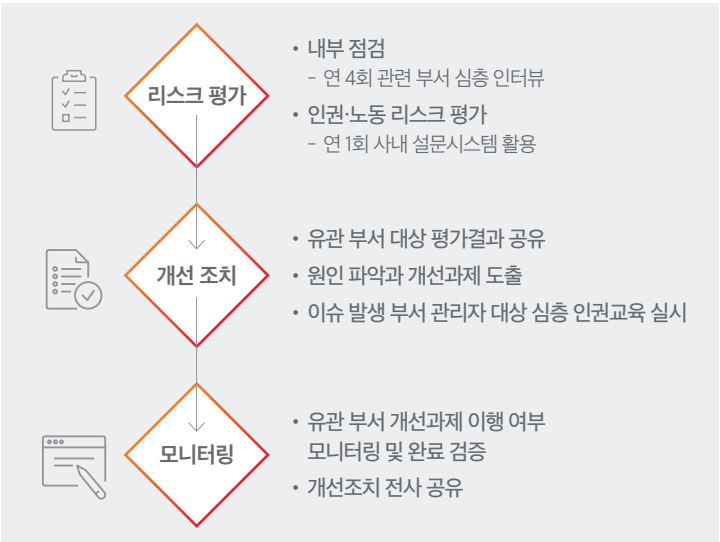 리스크 평가
• 내부 점검
- 연 4회 관련 부서 심층 인터뷰
• 인권·노동 리스크 평가
- 연 1회 사내 설문시스템 활용
개선 조치
• 유관 부서 대상 평가결과 공유
• 원인 파악과 개선과제 도출
• 이슈 발생 부서 관리자 대상 심층 인권교육 실시
모니터링
• 유관 부서 개선과제 이행 여부
모니터링 및 완료 검증
• 개선조치 전사 공유